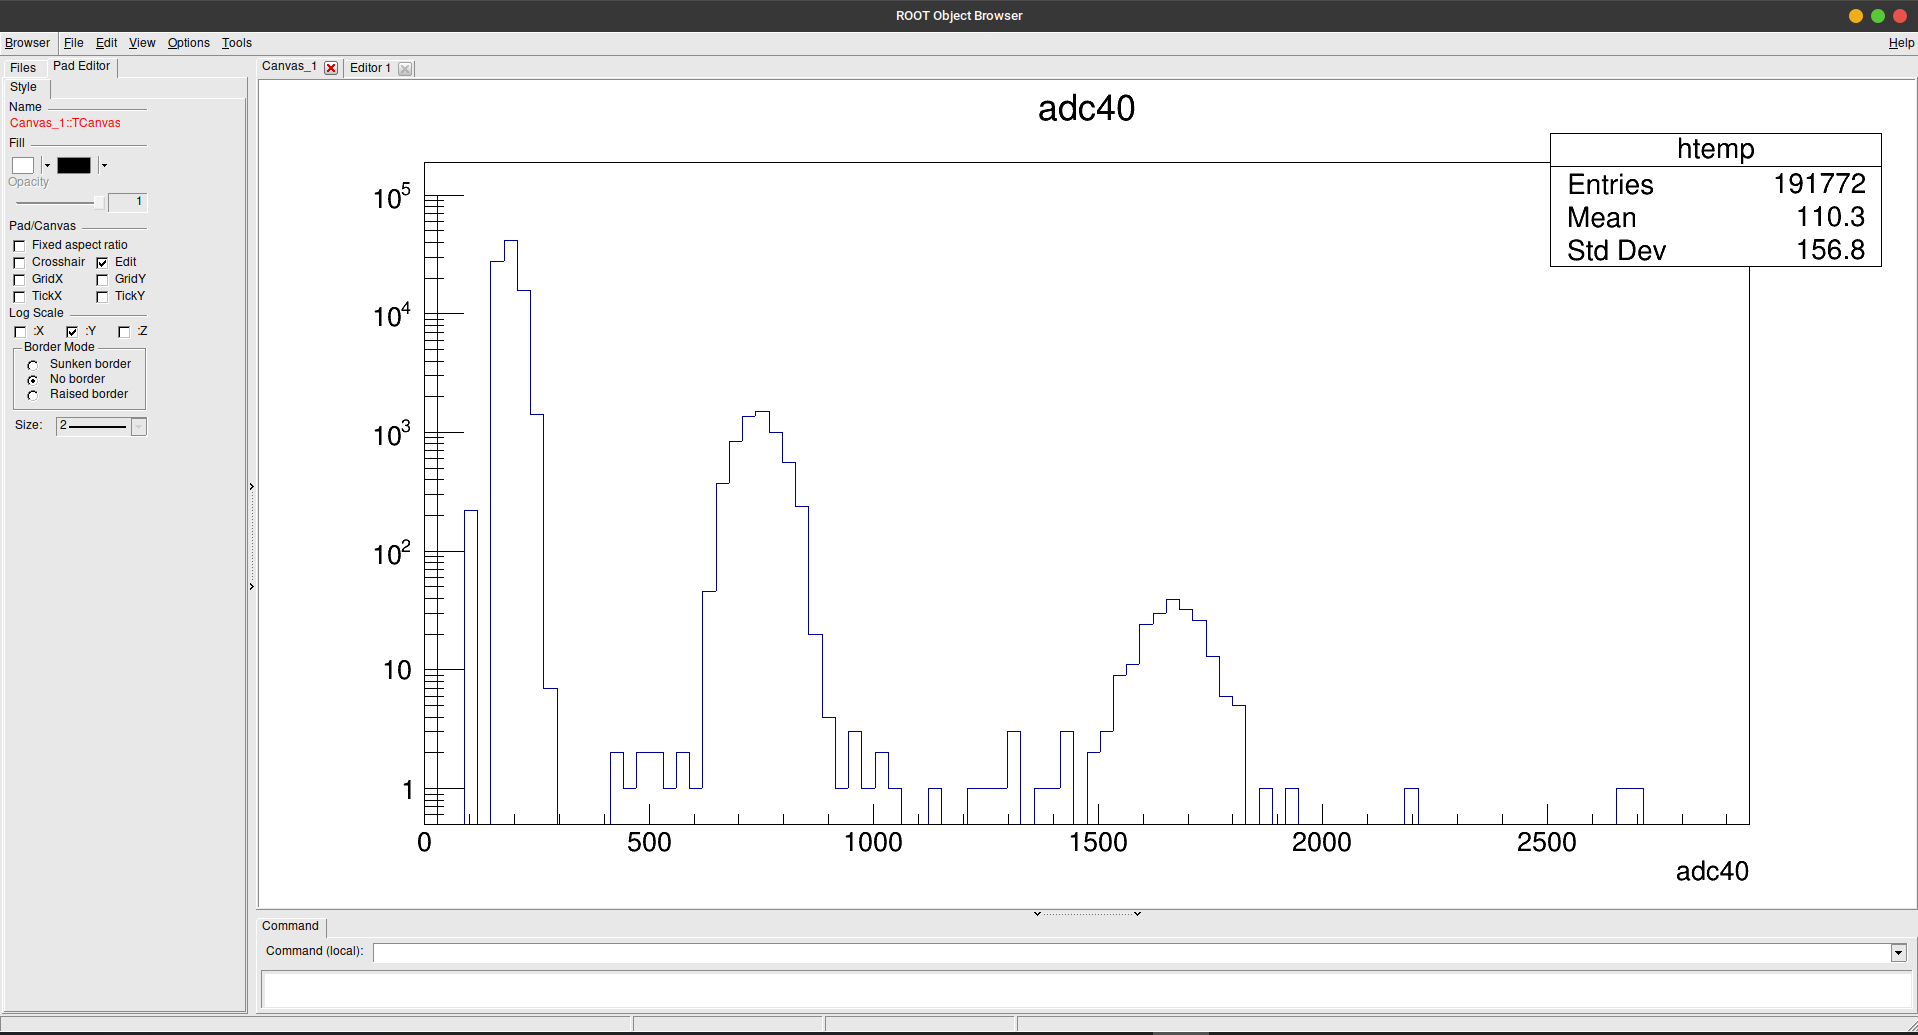 ROOT Object Browser
Browser File Edit View Options Tools Help
Files Pad Editor
Canvas_1 Editor 1
Style
Name
Canvas_1::TCanvas
Fill
Opacity
1
Pad/Canvas
Fixed aspect ratio
Crosshair Edit
GridX GridY
TickX TickY
Log Scale
:X :Y :Z
Border Mode
Sunken border
No border
Raised border
Size: 2
adc40
htemp
Entries 191772
Mean 110.3
Std Dev 156.8
10^5
10^4
10^3
10^2
10
1
0 500 1000 1500 2000 2500
adc40
Command
Command (local):